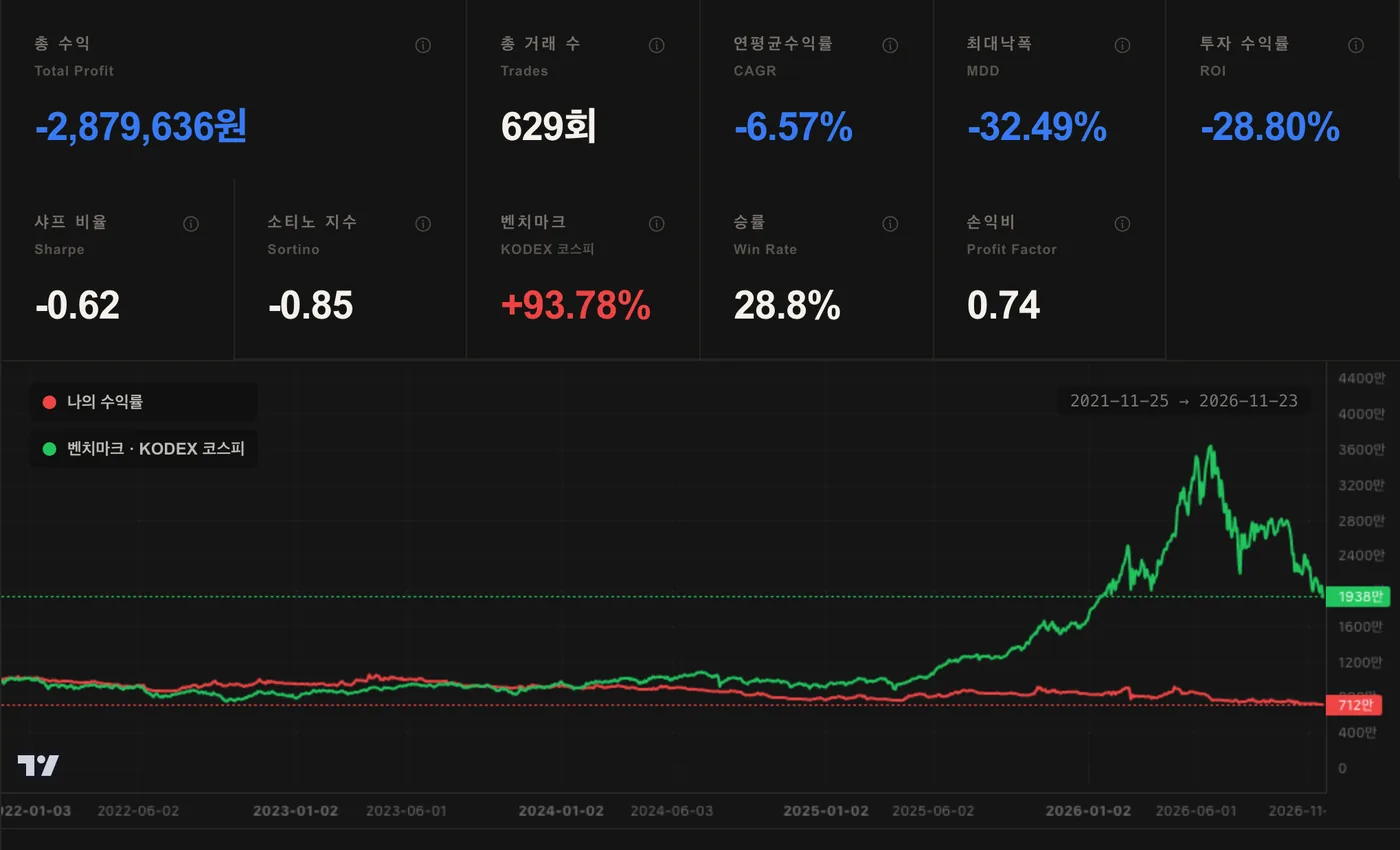 총 수익
Total Profit
-2,879,636원
총 거래 수
Trades
629회
연평균수익률
CAGR
-6.57%
최대낙폭
MDD
-32.49%
투자 수익률
ROI
-28.80%
샤프 비율
Sharpe
-0.62
소티노 지수
Sortino
-0.85
벤치마크
KODEX 코스피
+93.78%
승률
Win Rate
28.8%
손익비
Profit Factor
0.74
나의 수익률
벤치마크 · KODEX 코스피
2021-11-25 → 2026-11-23
4400만
4000만
3600만
3200만
2800만
2400만
1938만
1600만
1200만
712만
400만
0
22-01-03 2022-06-02 2023-01-02 2023-06-01 2024-01-02 2024-06-03 2025-01-02 2025-06-02 2026-01-02 2026-06-01 2026-11-